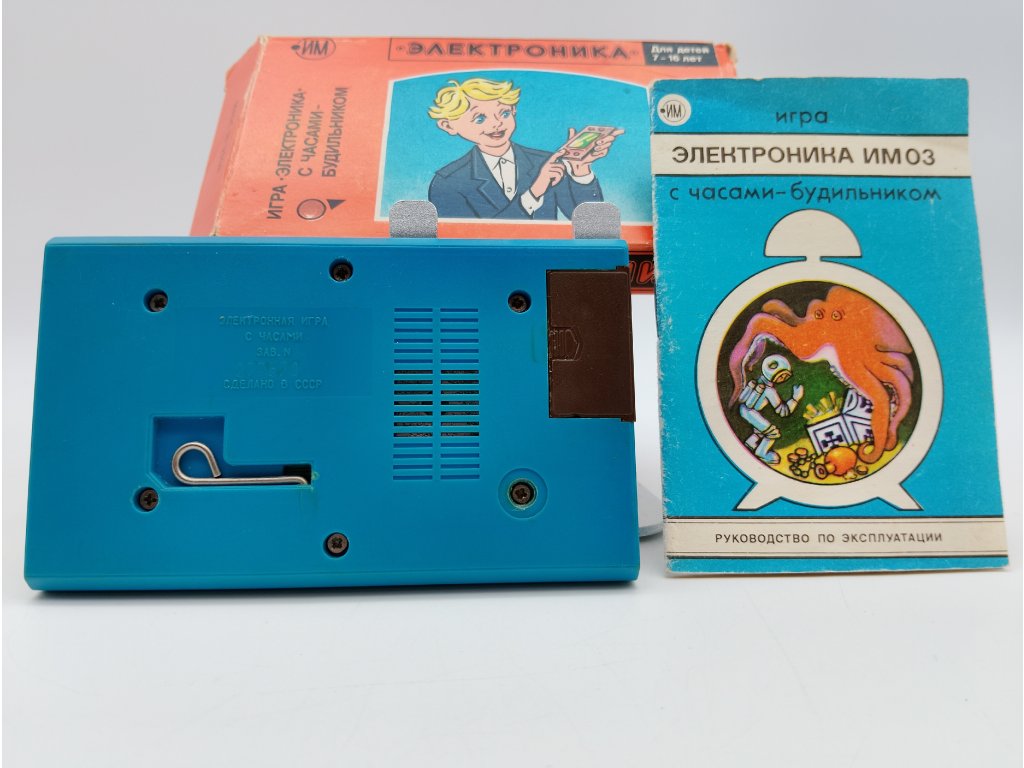 •ИМ
•ЭЛЕКТРОНИКА•
Для детей
7–16 лет
ИГРА•ЭЛЕКТРОНИКА•
С ЧАСАМИ–
БУДИЛЬНИКОМ
•ИМ
игра
ЭЛЕКТРОНИКА ИМ03
с часами–будильником
РУКОВОДСТВО ПО ЭКСПЛУАТАЦИИ
ЭЛЕКТРОННАЯ ИГРА
С ЧАСАМИ
ЗАВ. N
СДЕЛАНО В СССР